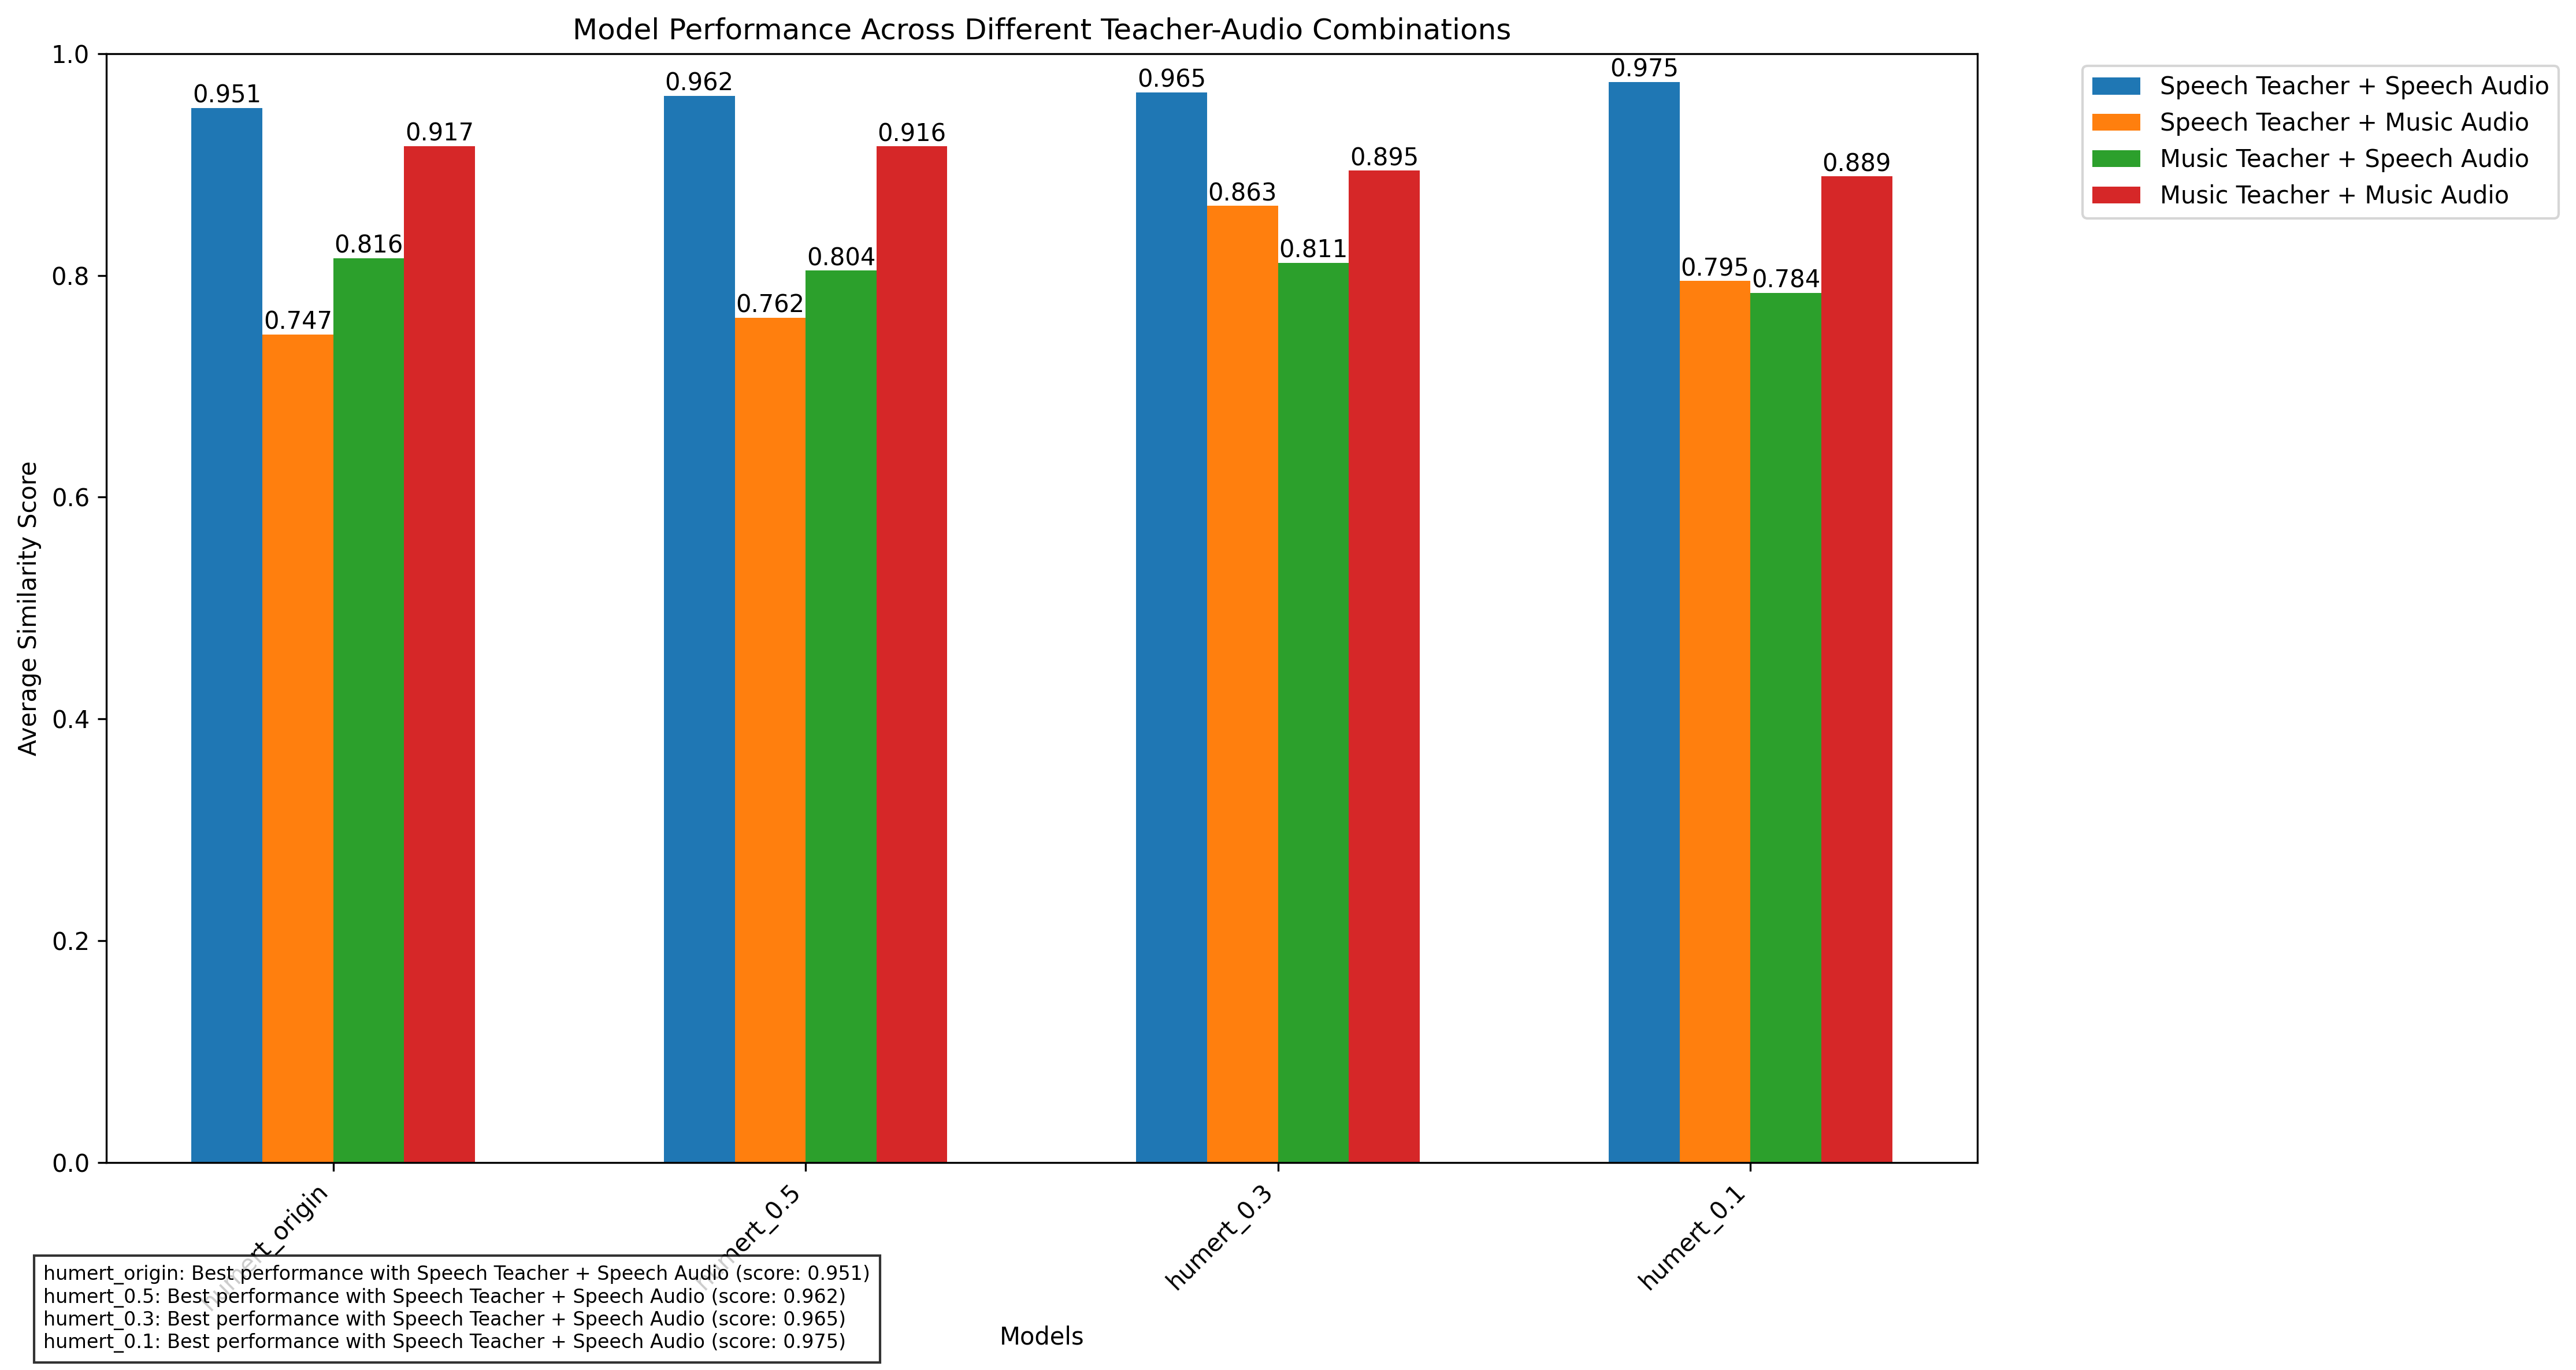 Model Performance Across Different Teacher-Audio Combinations
Average Similarity Score
1.0
0.8
0.6
0.4
0.2
0.0
0.951
0.747
0.816
0.917
0.962
0.762
0.804
0.916
0.965
0.863
0.811
0.895
0.975
0.795
0.784
0.889
humert_origin
humert_0.5
humert_0.3
humert_0.1
Models
Speech Teacher + Speech Audio
Speech Teacher + Music Audio
Music Teacher + Speech Audio
Music Teacher + Music Audio
humert_origin: Best performance with Speech Teacher + Speech Audio (score: 0.951)
humert_0.5: Best performance with Speech Teacher + Speech Audio (score: 0.962)
humert_0.3: Best performance with Speech Teacher + Speech Audio (score: 0.965)
humert_0.1: Best performance with Speech Teacher + Speech Audio (score: 0.975)